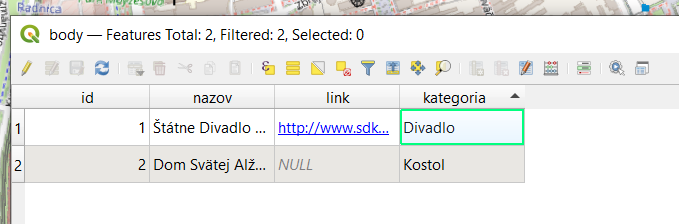 Radnica
body — Features Total: 2, Filtered: 2, Selected: 0
id nazov link kategoria
1 1 Štátne Divadlo ... http://www.sdk... Divadlo
2 2 Dom Svätej Alž... NULL Kostol